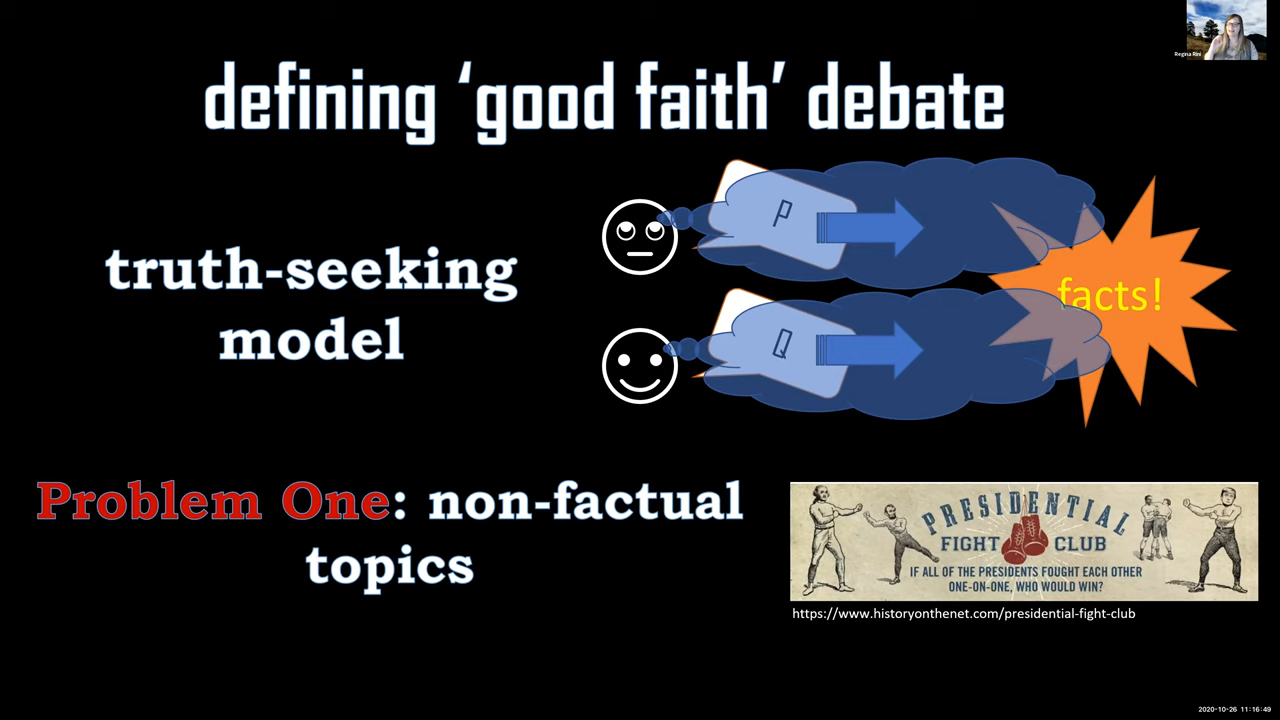 Regina Rini
defining ‘good faith’ debate
truth-seeking
model
P
Q
facts!
Problem One: non-factual
topics
PRESIDENTIAL
FIGHT CLUB
IF ALL OF THE PRESIDENTS FOUGHT EACH OTHER
ONE-ON-ONE, WHO WOULD WIN?
https://www.historyonthenet.com/presidential-fight-club
2020-10-26 11:16:49